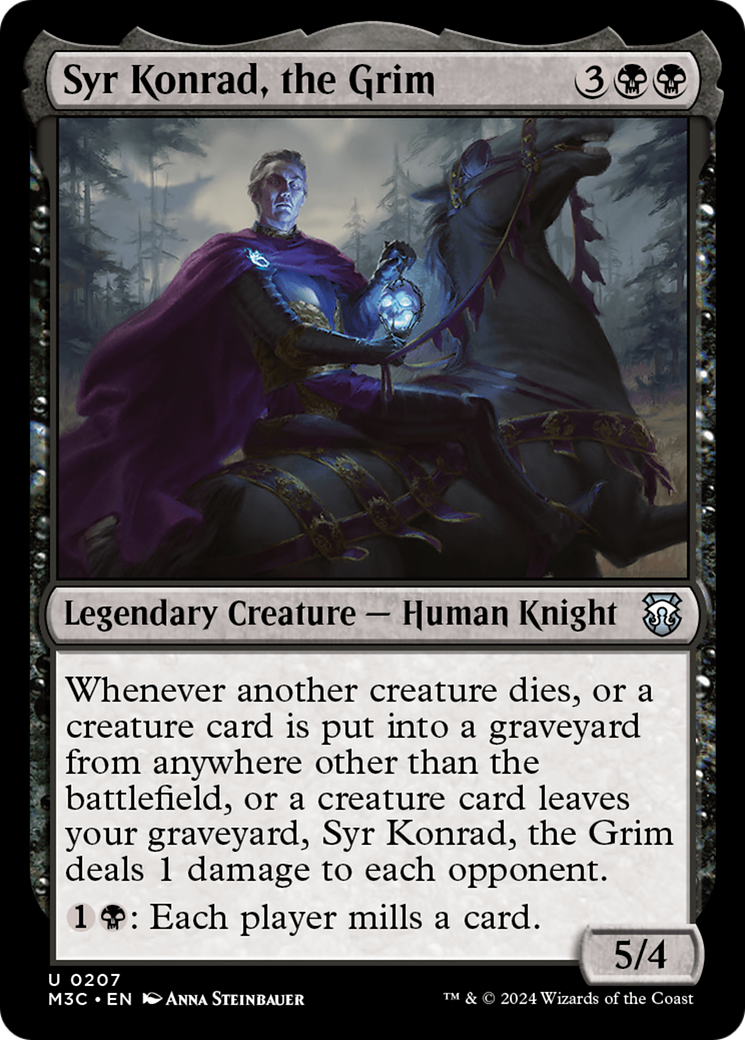 Syr Konrad, the Grim 3
Legendary Creature — Human Knight
Whenever another creature dies, or a
creature card is put into a graveyard
from anywhere other than the
battlefield, or a creature card leaves
your graveyard, Syr Konrad, the Grim
deals 1 damage to each opponent.
1 : Each player mills a card.
5/4
U 0207
M3C • EN Anna Steinbauer ™ & © 2024 Wizards of the Coast